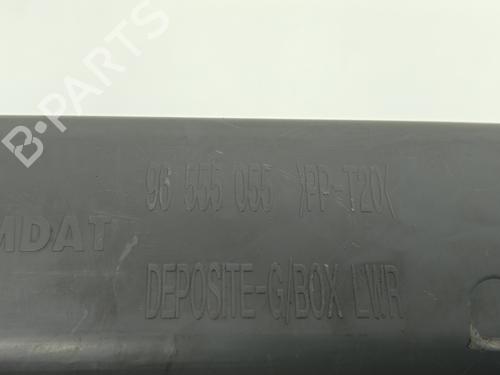 B-PARTS
96 555 055 >PP-T20<
MDAT
DEPOSITE-G/BOX LWR